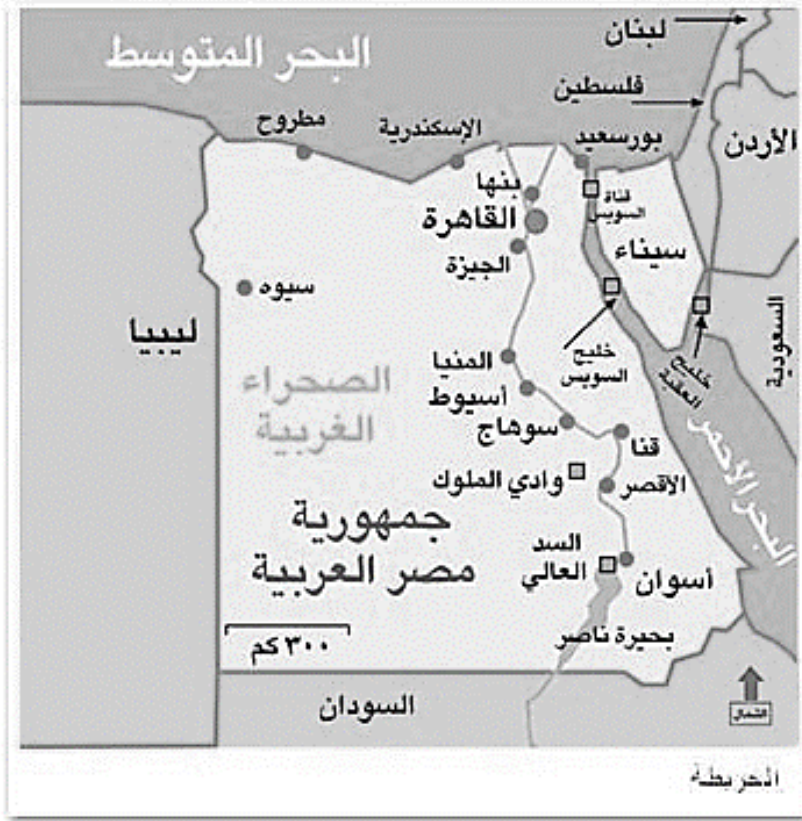 لبنان
البحر المتوسط
فلسطين
مطروح
الإسكندرية
بورسعيد
الأردن
بنها
قناة
السويس
القاهرة
سيناء
الجيزة
سيوه
ليبيا
السعودية
خليج
السويس
خليج
العقبة
المنيا
الصحراء
الغربية
أسيوط
سوهاج
قنا
البحر الأحمر
وادي الملوك
الأقصر
جمهورية
مصر العربية
السد
العالي
أسوان
بحيرة ناصر
٣٠٠ كم
السودان
الشمال
الخريطة